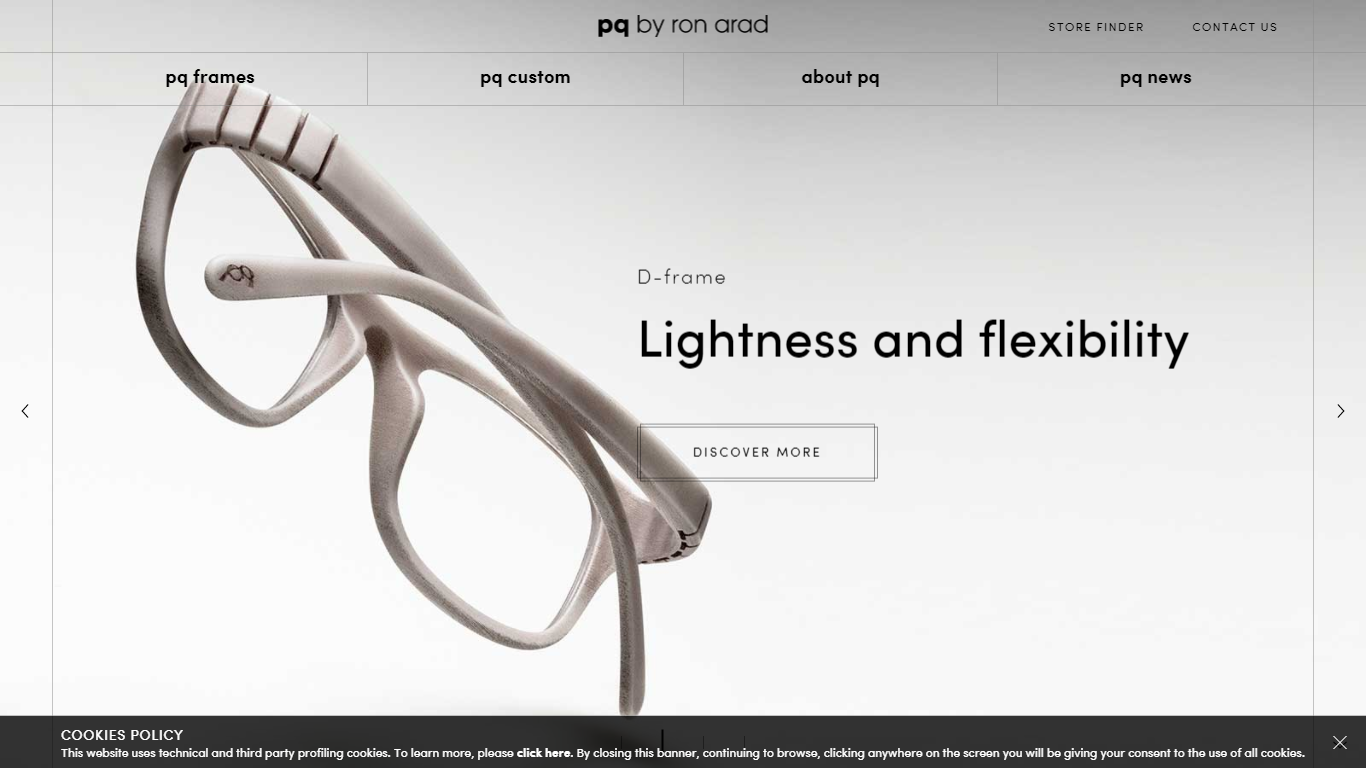 pq by ron arad
STORE FINDER
CONTACT US
pq frames
pq custom
about pq
pq news
D-frame
Lightness and flexibility
DISCOVER MORE
COOKIES POLICY
This website uses technical and third party profiling cookies. To learn more, please click here. By closing this banner, continuing to browse, clicking anywhere on the screen you will be giving your consent to the use of all cookies.